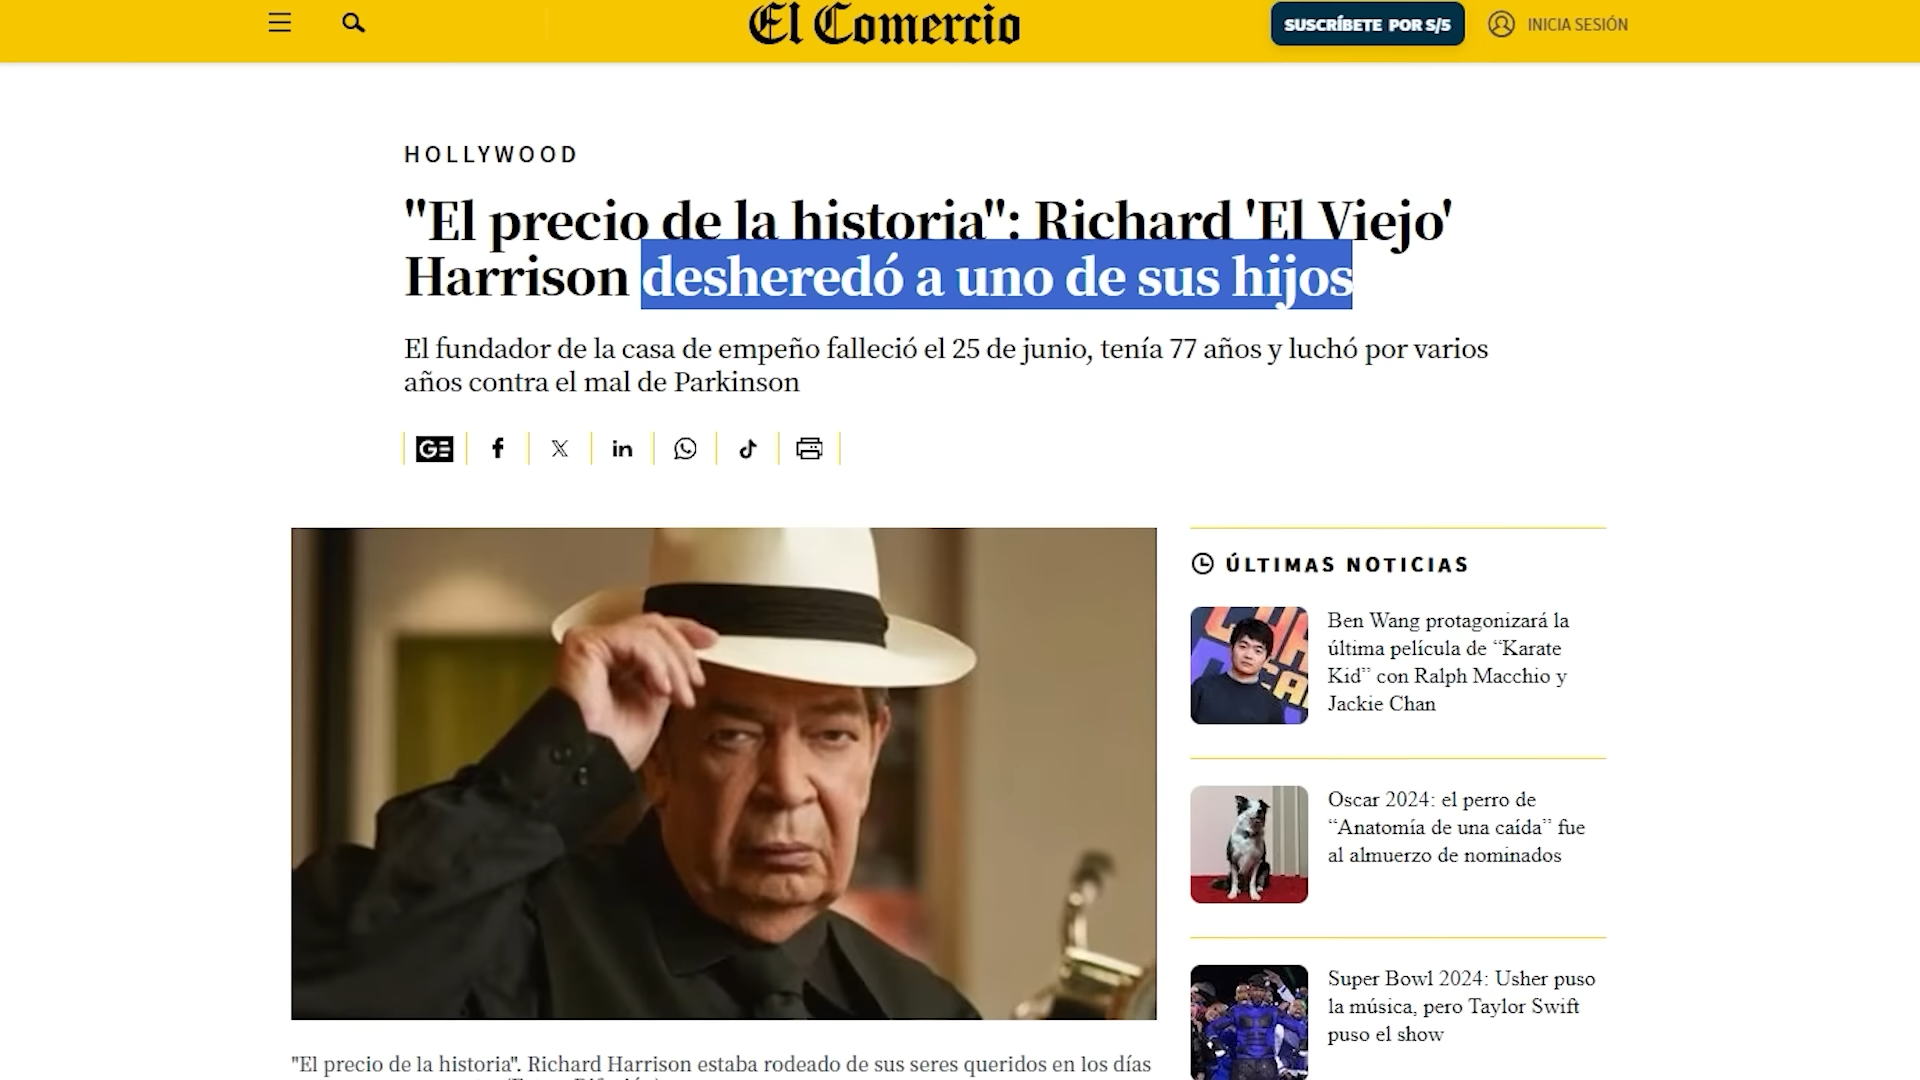 El Comercio
SUSCRÍBETE POR S/5
INICIA SESIÓN
HOLLYWOOD
"El precio de la historia": Richard 'El Viejo'
Harrison desheredó a uno de sus hijos
El fundador de la casa de empeño falleció el 25 de junio, tenía 77 años y luchó por varios
años contra el mal de Parkinson
GE
ÚLTIMAS NOTICIAS
Ben Wang protagonizará la
última película de “Karate
Kid” con Ralph Macchio y
Jackie Chan
Oscar 2024: el perro de
“Anatomía de una caída” fue
al almuerzo de nominados
Super Bowl 2024: Usher puso
la música, pero Taylor Swift
puso el show
"El precio de la historia". Richard Harrison estaba rodeado de sus seres queridos en los días